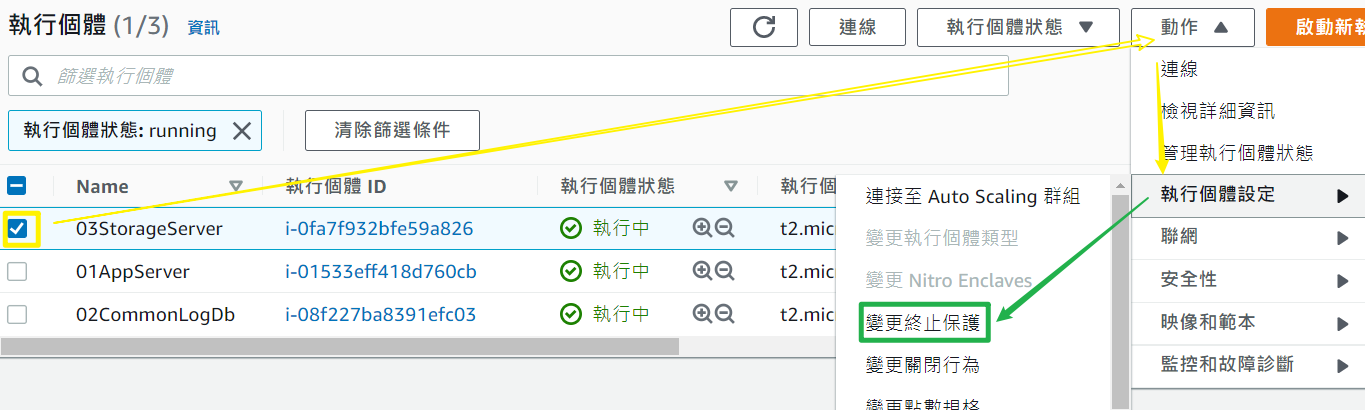 執行個體 (1/3) 資訊
連線
執行個體狀態
動作
啟動新執
篩選執行個體
執行個體狀態: running
清除篩選條件
Name
執行個體 ID
執行個體狀態
執行個
03StorageServer
i-0fa7f932bfe59a826
執行中
t2.mic
01AppServer
i-01533eff418d760cb
執行中
t2.mic
02CommonLogDb
i-08f227ba8391efc03
執行中
t2.mic
連線
檢視詳細資訊
管理執行個體狀態
執行個體設定
聯網
安全性
映像和範本
監控和故障診斷
連接至 Auto Scaling 群組
變更執行個體類型
變更 Nitro Enclaves
變更終止保護
變更關閉行為
變更點數規格